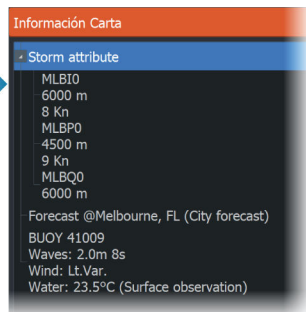 Información Carta
Storm attribute
MLBI0
6000 m
8 Kn
MLBP0
4500 m
9 Kn
MLBQ0
6000 m
Forecast @Melbourne, FL (City forecast)
BUOY 41009
Waves: 2.0m 8s
Wind: Lt.Var.
Water: 23.5°C (Surface observation)